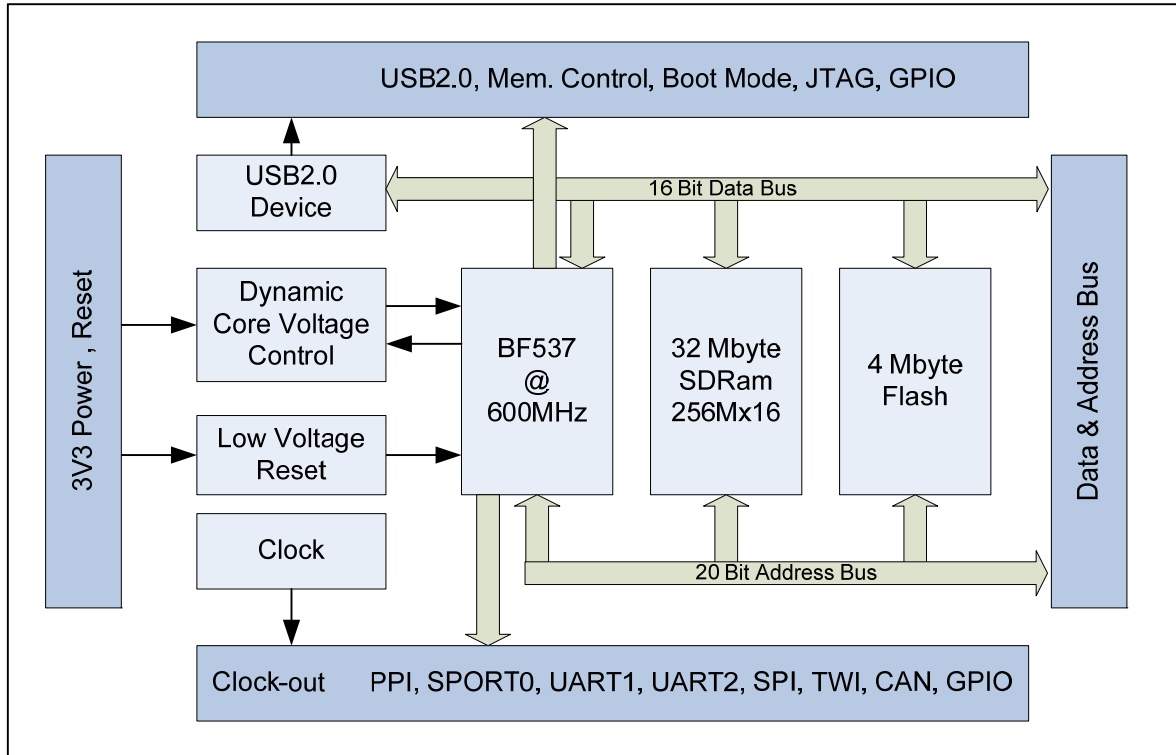 USB2.0, Mem. Control, Boot Mode, JTAG, GPIO
3V3 Power , Reset
USB2.0
Device
16 Bit Data Bus
Dynamic
Core Voltage
Control
BF537
@
600MHz
32 Mbyte
SDRam
256Mx16
4 Mbyte
Flash
Data & Address Bus
Low Voltage
Reset
Clock
20 Bit Address Bus
Clock-out PPI, SPORT0, UART1, UART2, SPI, TWI, CAN, GPIO